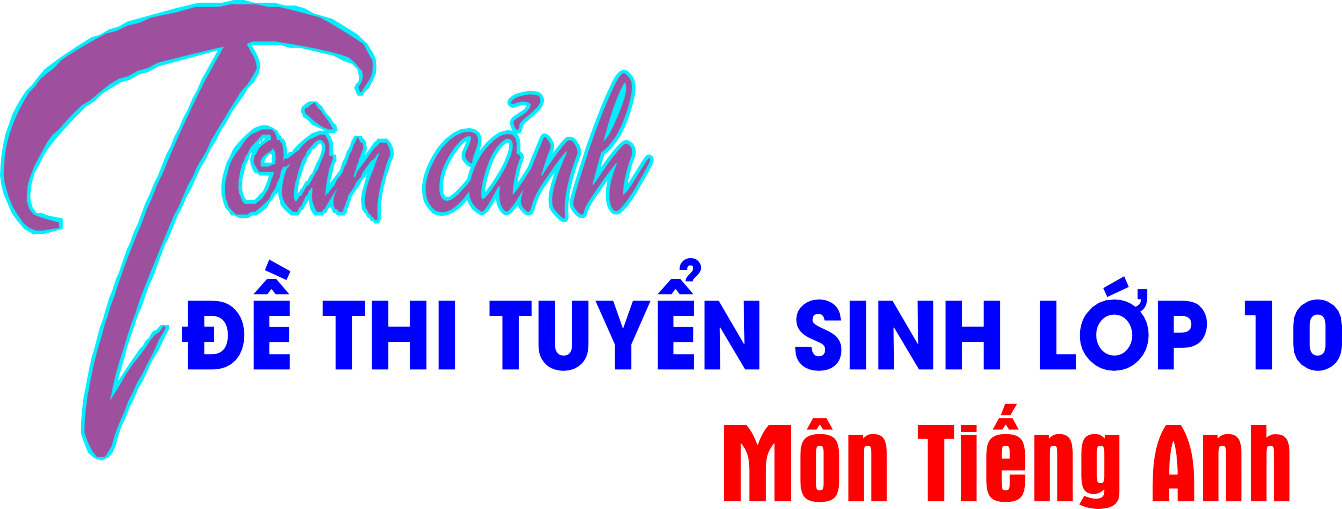 Toàn cảnh
ĐỀ THI TUYỂN SINH LỚP 10
Môn Tiếng Anh